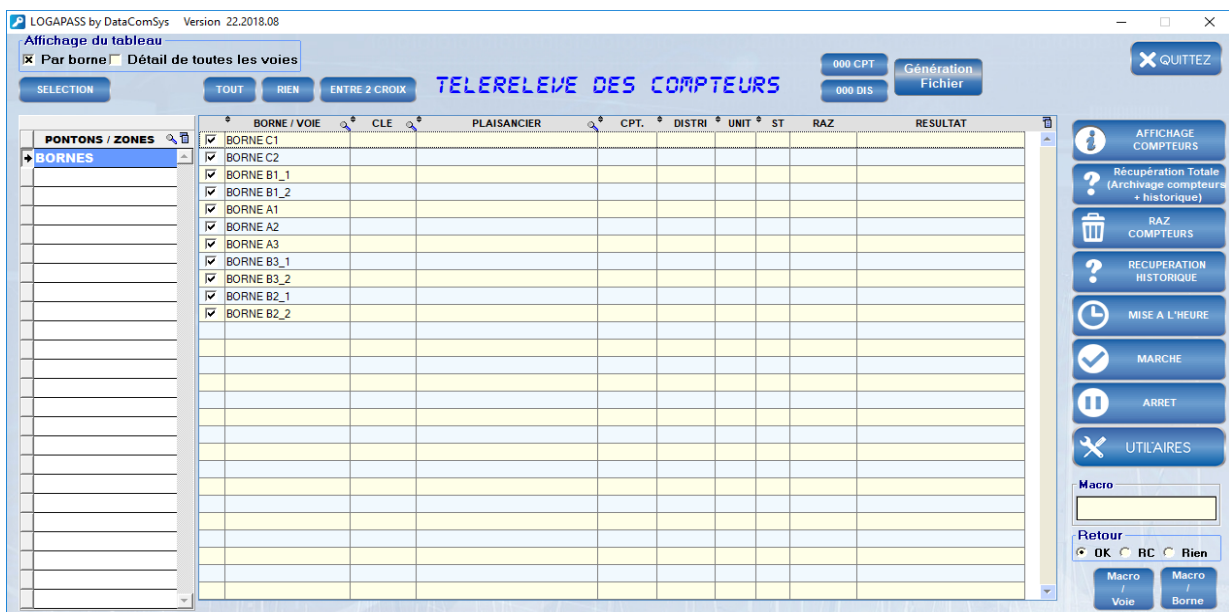 LOGAPASS by DataComSys Version 22.2018.08
Affichage du tableau
Par borne Détail de toutes les voies
QUITTEZ
SELECTION
TOUT RIEN ENTRE 2 CROIX
TELERELEVE DES COMPTEURS
000 CPT
000 DIS
Génération
Fichier
PONTONS / ZONES
BORNES
BORNE / VOIE CLE PLAISANCIER CPT. DISTRI UNIT ST RAZ RESULTAT
BORNE C1
BORNE C2
BORNE B1_1
BORNE B1_2
BORNE A1
BORNE A2
BORNE A3
BORNE B3_1
BORNE B3_2
BORNE B2_1
BORNE B2_2
AFFICHAGE
COMPTEURS
Récupération Totale
(Archivage compteurs
+ historique)
RAZ
COMPTEURS
RECUPERATION
HISTORIQUE
MISE A L'HEURE
MARCHE
ARRET
UTILAIRES
Macro
Retour
OK RC Rien
Macro
/
Voie
Macro
/
Borne